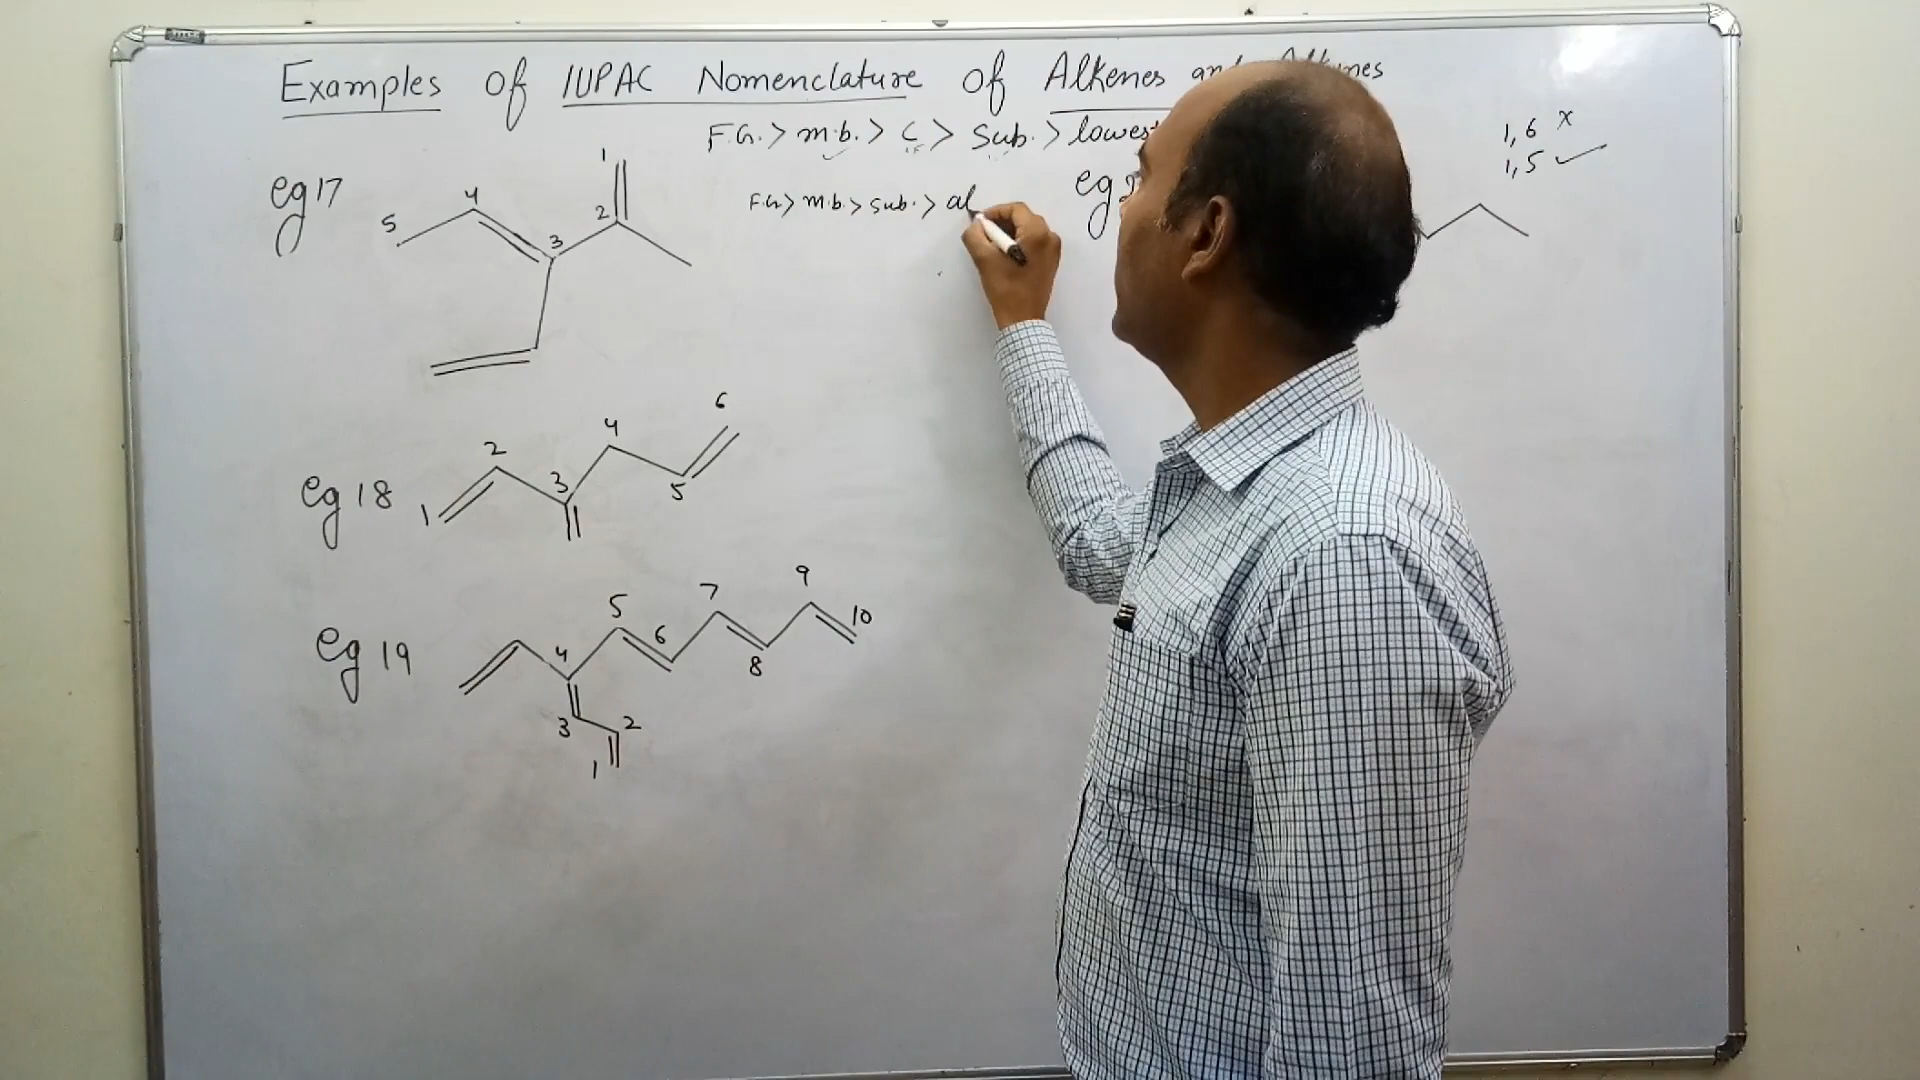 Examples of IUPAC Nomenclature of Alkenes and Alkenes
F.G. > m.b. > C > Sub. > lowest
1,6 x
1,5 ✓
F.G. > m.b. > Sub. > al
eg 17
1
2
3
4
5
eg 18
1
2
3
4
5
6
eg 19
1
2
3
4
5
6
7
8
9
10
eg